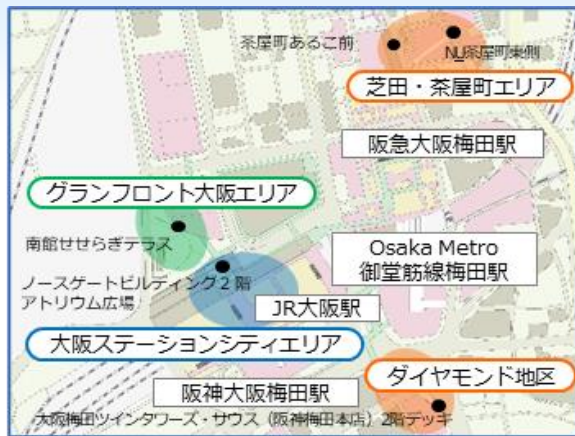 茶屋町あるこ前
NU茶屋町東側
芝田・茶屋町エリア
阪急大阪梅田駅
グランフロント大阪エリア
南館せせらぎテラス
Osaka Metro
御堂筋線梅田駅
ノースゲートビルディング2階
アトリウム広場
JR大阪駅
大阪ステーションシティエリア
阪神大阪梅田駅
ダイヤモンド地区
大阪梅田ツインタワーズ・サウス（阪神梅田本店）2階デッキ